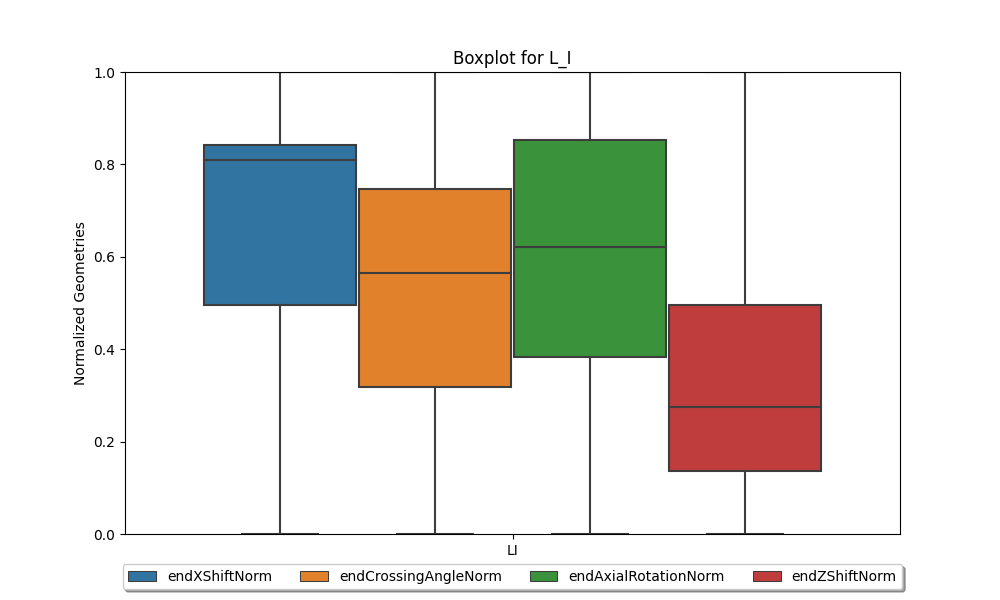 Boxplot for L_I
1.0
0.8
0.6
0.4
0.2
0.0
Normalized Geometries
LI
endXShiftNorm endCrossingAngleNorm endAxialRotationNorm endZShiftNorm